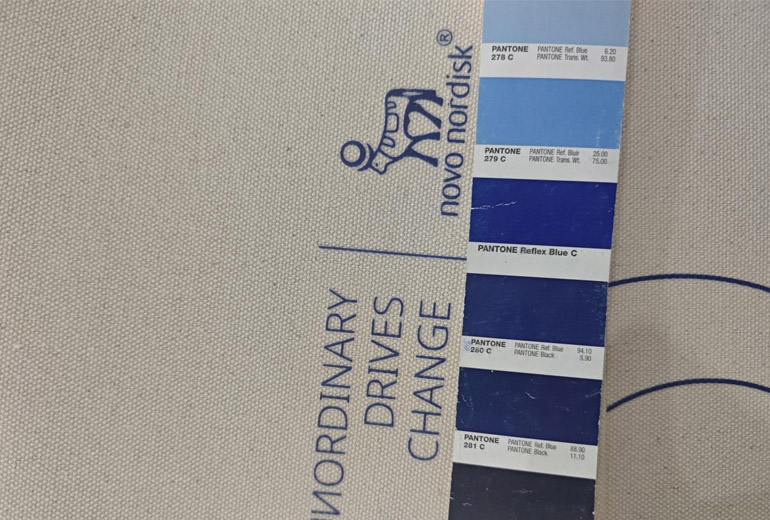 novo nordisk®
NORDINARY
DRIVES
CHANGE
PANTONE
278 C
PANTONE Ref. Blue 6.20
PANTONE Trans. Wt. 93.80
PANTONE
279 C
PANTONE Ref. Blue 25.00
PANTONE Trans. Wt. 75.00
PANTONE Reflex Blue C
PANTONE
280 C
PANTONE Ref. Blue 94.10
PANTONE Black 5.90
PANTONE
281 C
PANTONE Ref. Blue 88.90
PANTONE Black 11.10